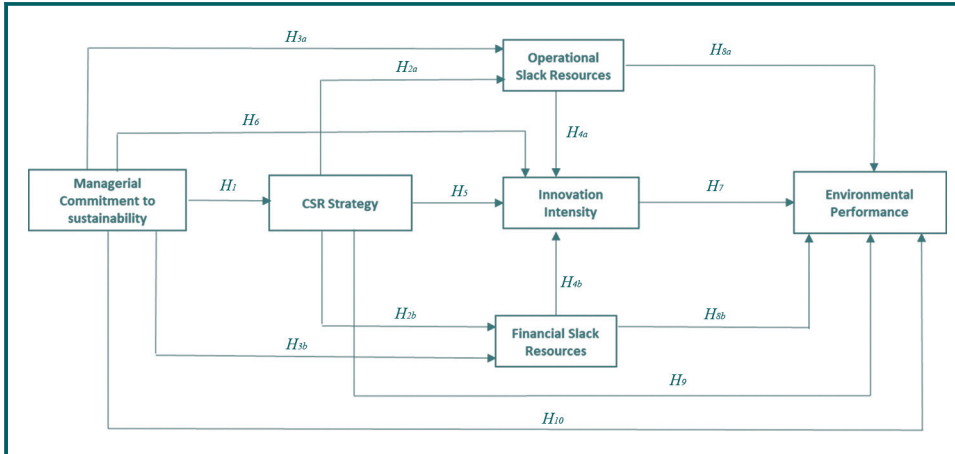 H3a
Operational
Slack Resources
H8a
H2a
H6
H4a
Managerial
Commitment to
sustainability
H1
CSR Strategy
H5
Innovation
Intensity
H7
Environmental
Performance
H4b
H2b
Financial Slack
Resources
H8b
H3b
H9
H10